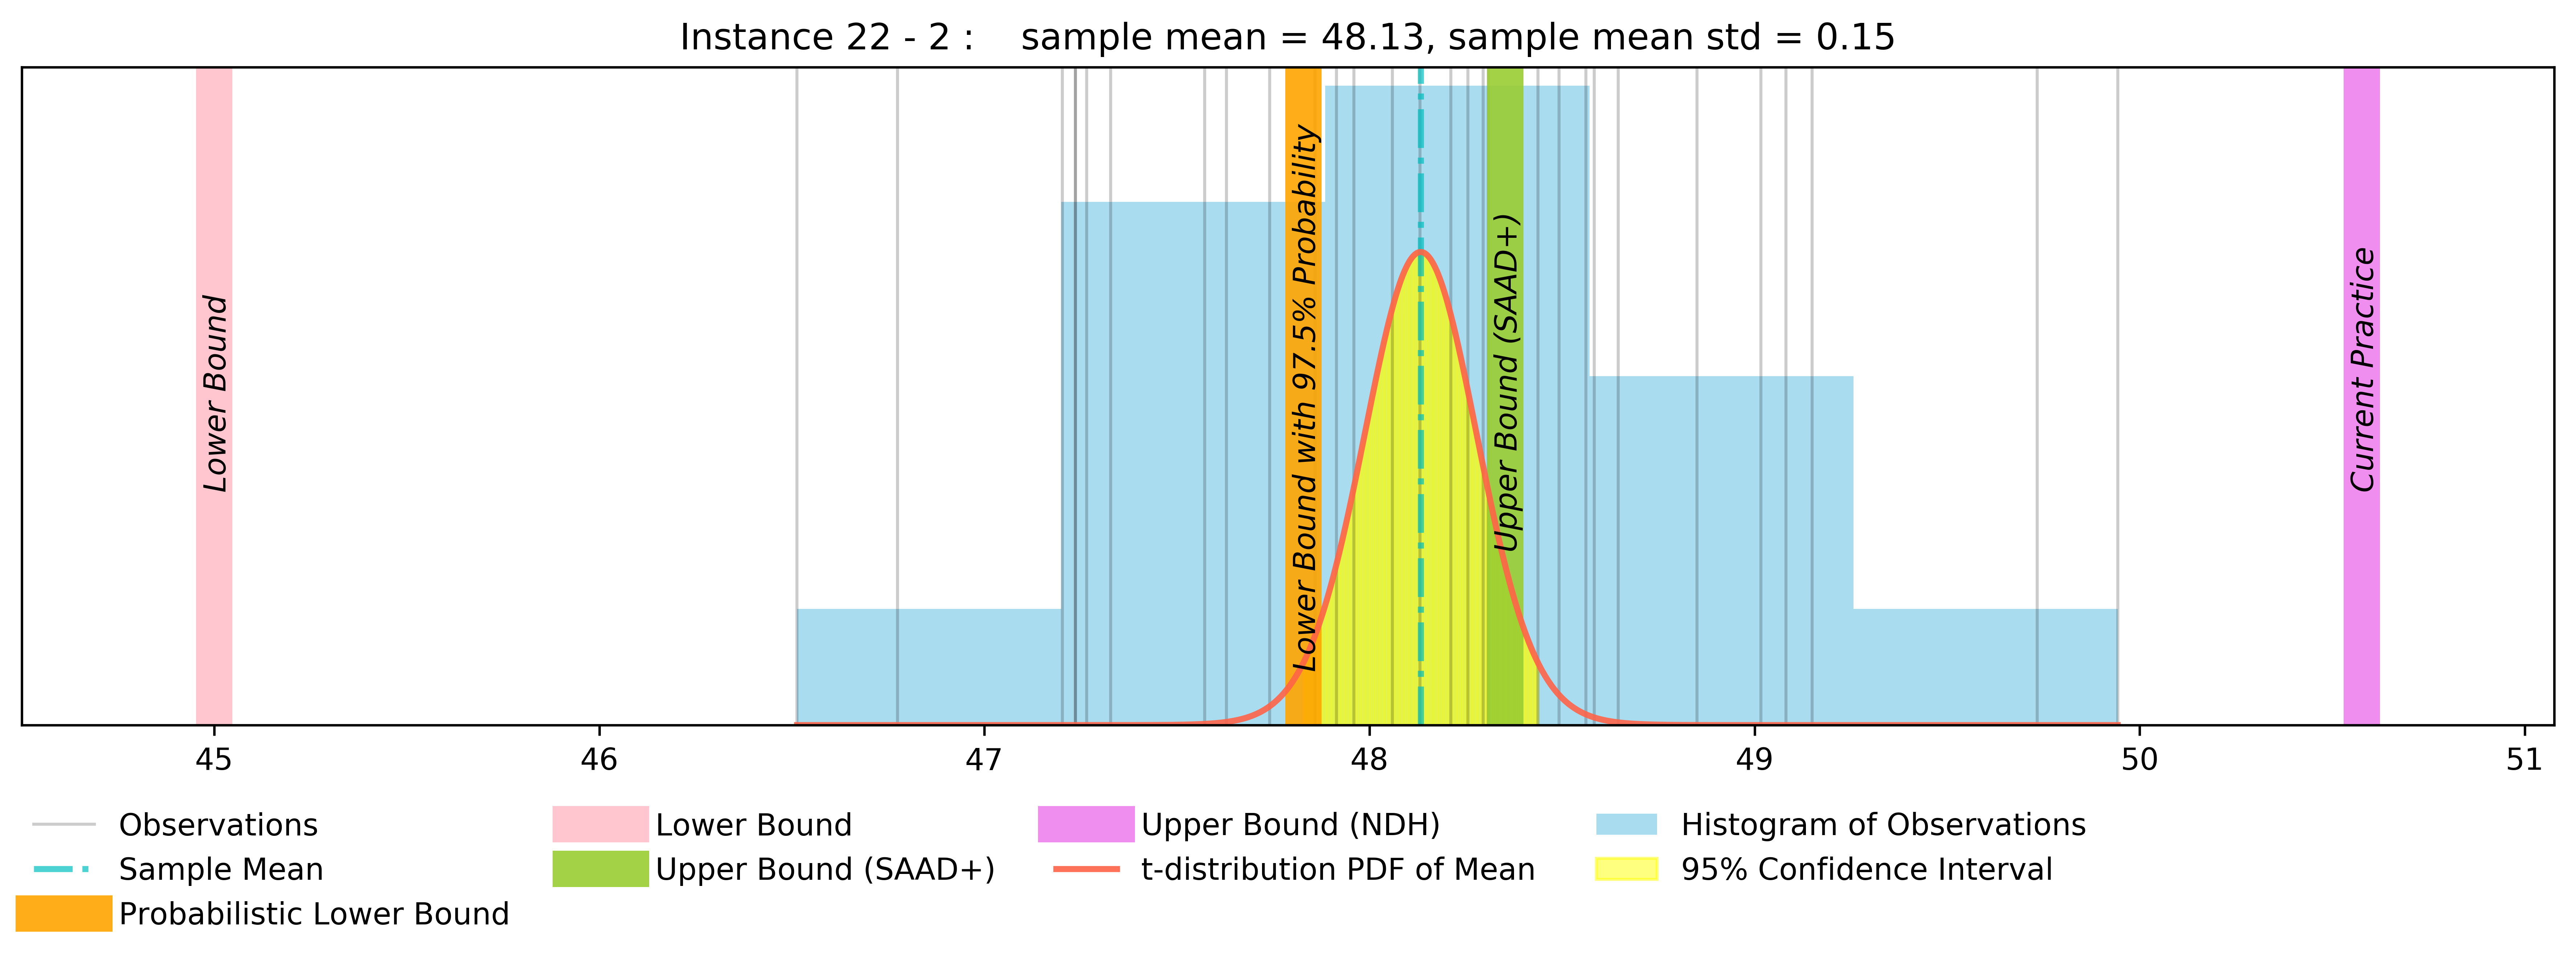 Instance 22 - 2 :    sample mean = 48.13, sample mean std = 0.15
Lower Bound
Lower Bound with 97.5% Probability
Upper Bound (SAAD+)
Current Practice
45 46 47 48 49 50 51
Observations
Sample Mean
Probabilistic Lower Bound
Lower Bound
Upper Bound (SAAD+)
Upper Bound (NDH)
t-distribution PDF of Mean
Histogram of Observations
95% Confidence Interval